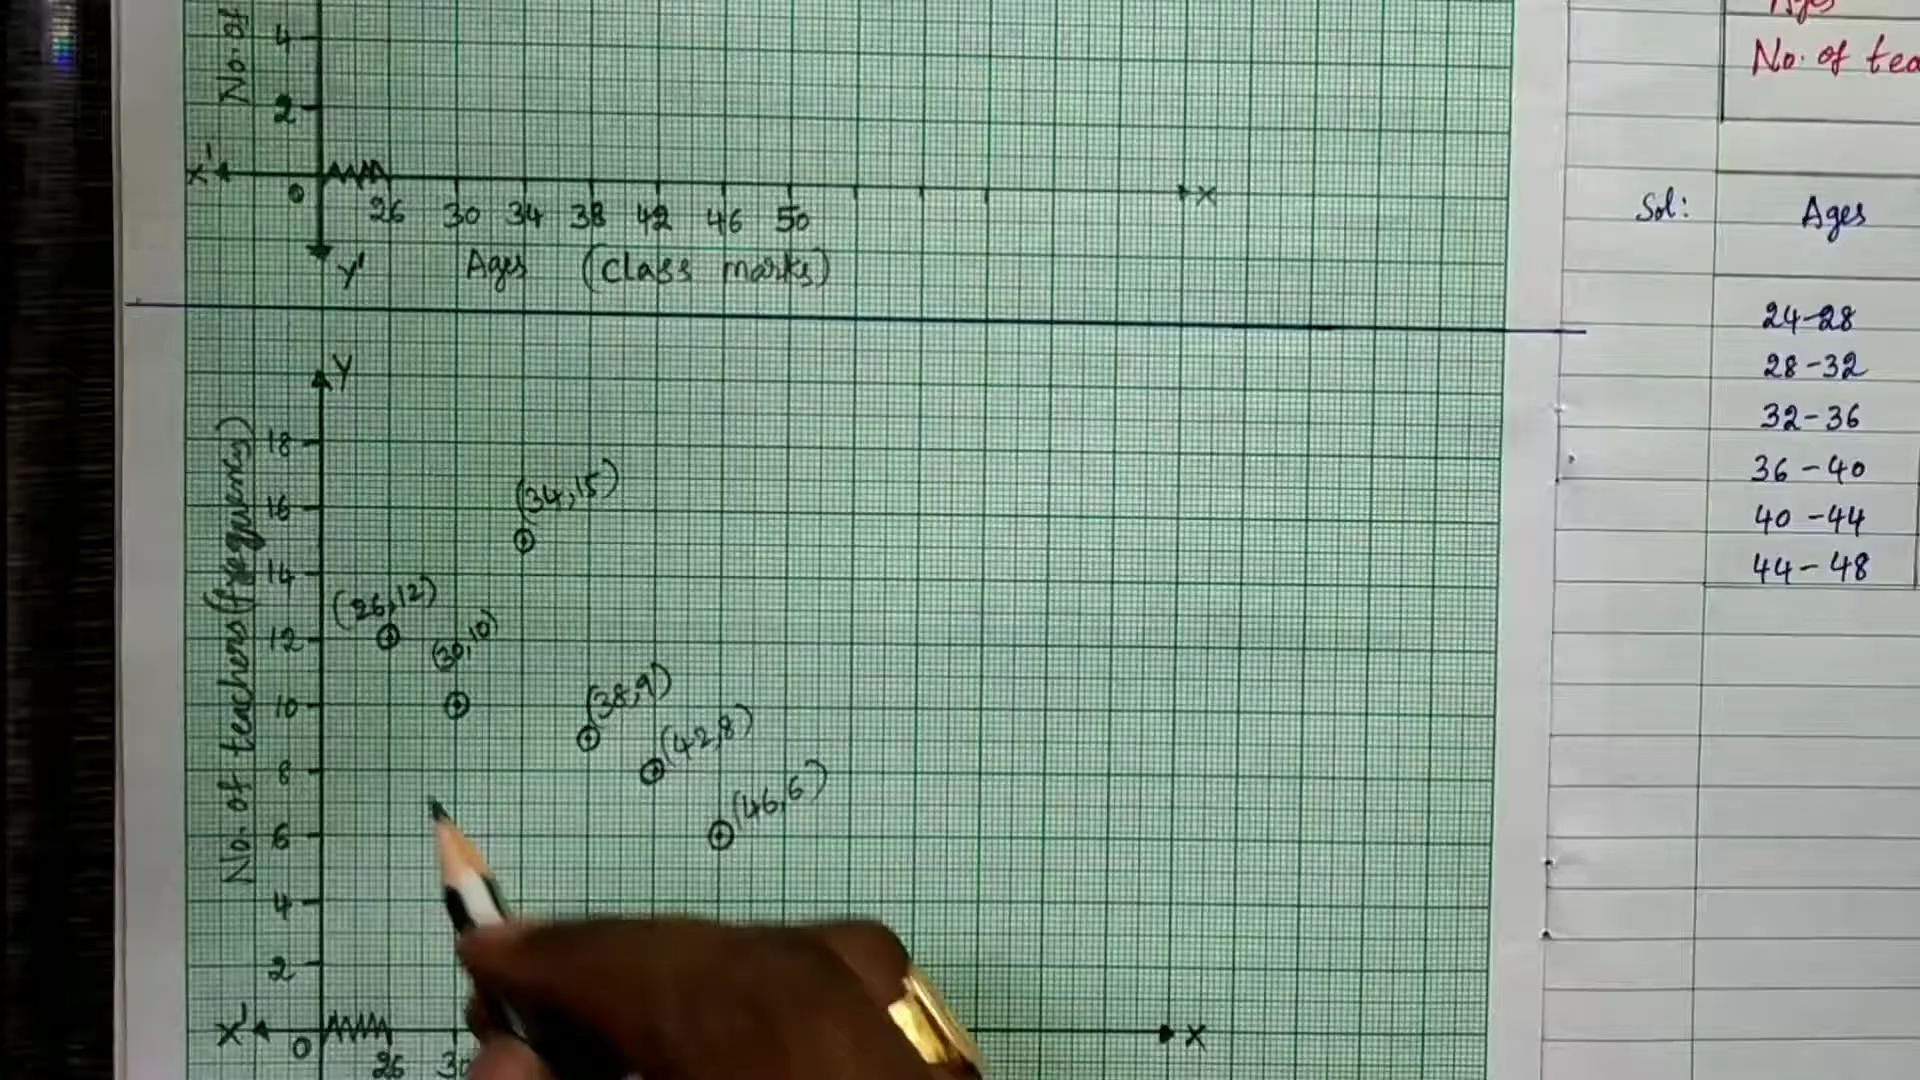 No. of
4
2
X'
0
26 30 34 38 42 46 50
X
Y'
Ages (class marks)
Y
No. of teachers (frequency)
18
16
14
12
10
8
6
4
2
(34,15)
(26,12)
(30,10)
(38,9)
(42,8)
(46,6)
X'
0
26 30
X
Ages
No. of tea
Sol:
Ages
24-28
28-32
32-36
36-40
40-44
44-48